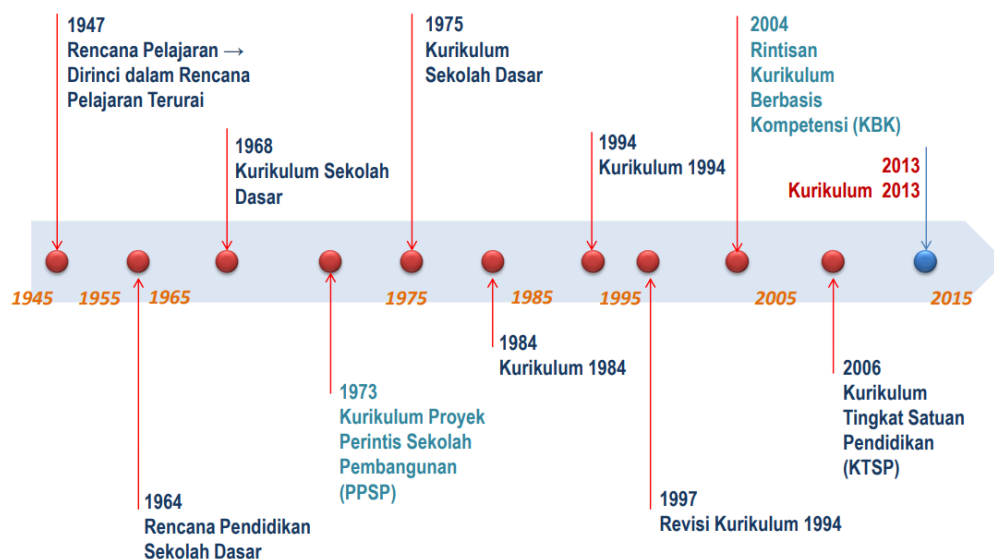 1947
Rencana Pelajaran →
Dirinci dalam Rencana
Pelajaran Terurai
1975
Kurikulum
Sekolah Dasar
2004
Rintisan
Kurikulum
Berbasis
Kompetensi (KBK)
1968
Kurikulum Sekolah
Dasar
1994
Kurikulum 1994
2013
Kurikulum 2013
1945
1955
1965
1975
1985
1995
2005
2015
1984
Kurikulum 1984
2006
Kurikulum
Tingkat Satuan
Pendidikan
(KTSP)
1973
Kurikulum Proyek
Perintis Sekolah
Pembangunan
(PPSP)
1964
Rencana Pendidikan
Sekolah Dasar
1997
Revisi Kurikulum 1994